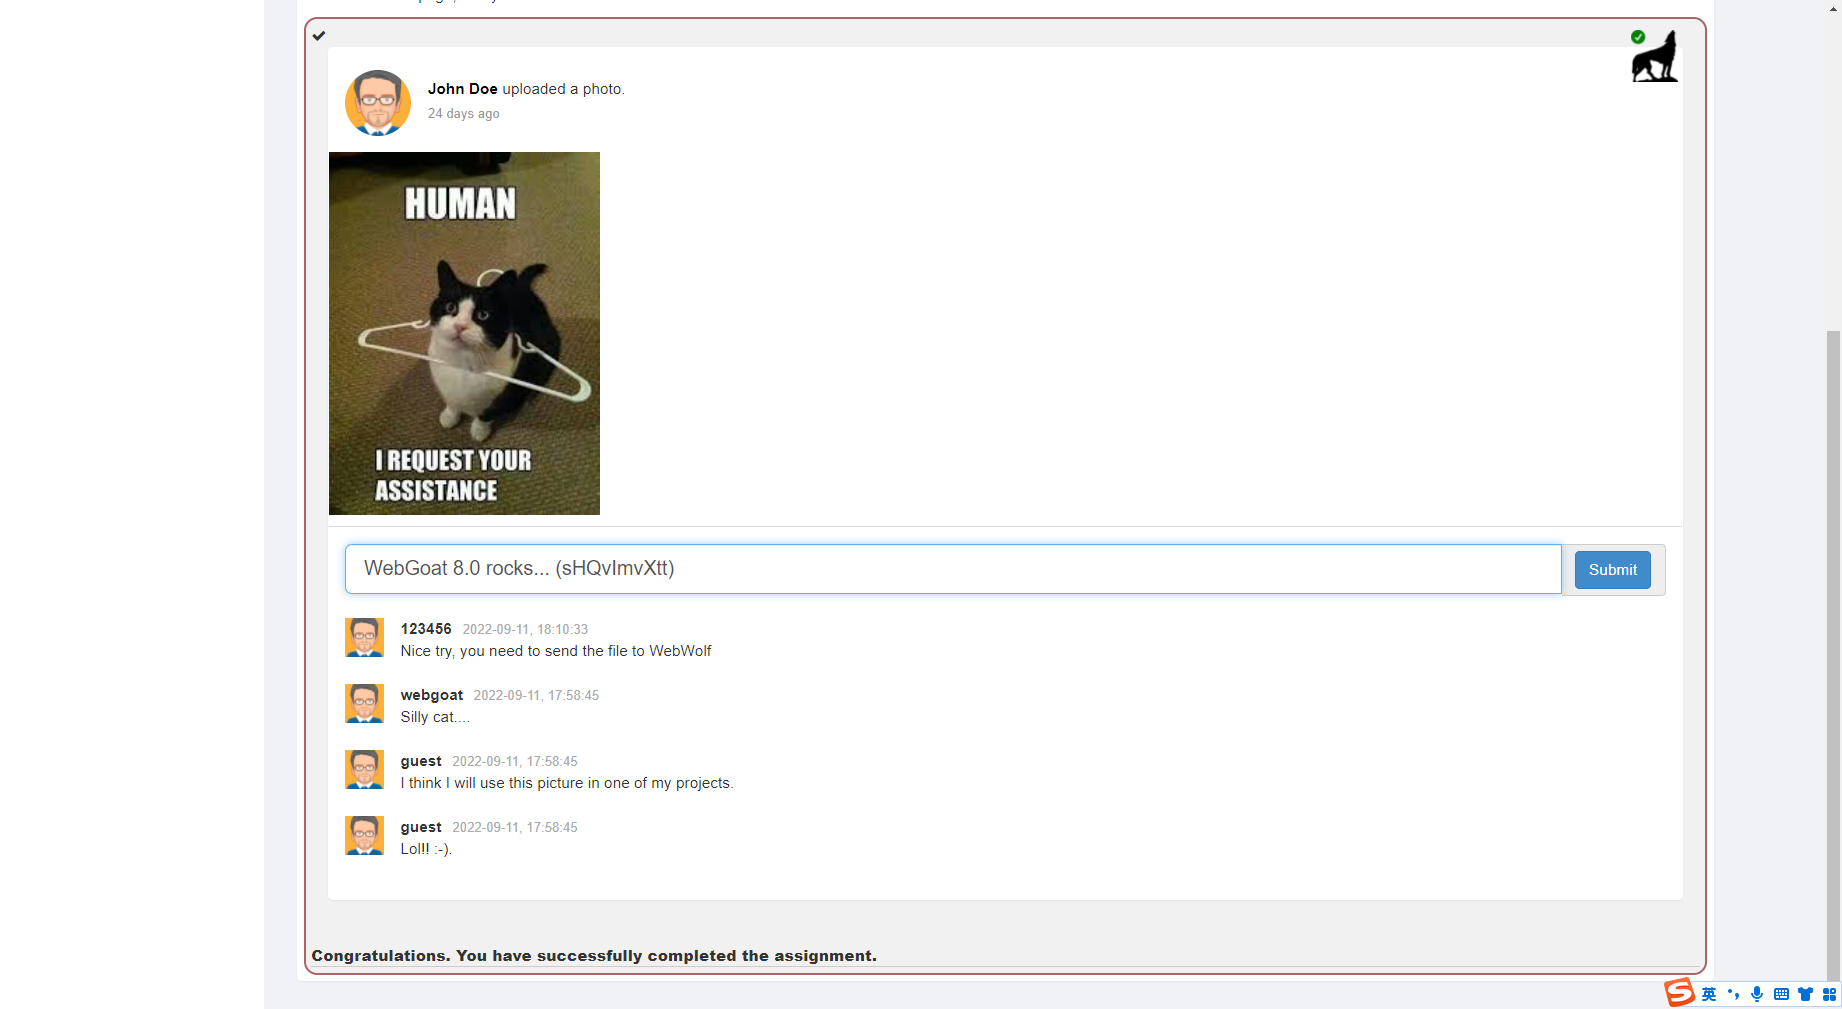 John Doe uploaded a photo.
24 days ago
HUMAN
I REQUEST YOUR
ASSISTANCE
WebGoat 8.0 rocks... (sHQvImvXtt)
Submit
123456 2022-09-11, 18:10:33
Nice try, you need to send the file to WebWolf
webgoat 2022-09-11, 17:58:45
Silly cat....
guest 2022-09-11, 17:58:45
I think I will use this picture in one of my projects.
guest 2022-09-11, 17:58:45
Lol!! :-).
Congratulations. You have successfully completed the assignment.
英